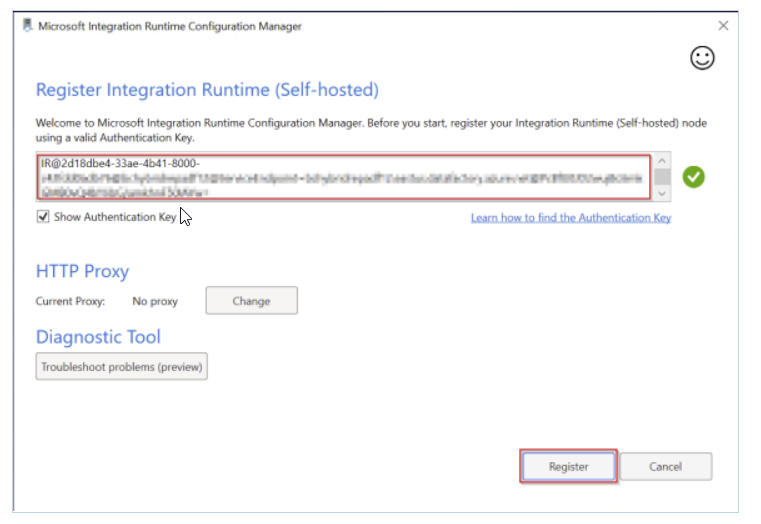 Microsoft Integration Runtime Configuration Manager
Register Integration Runtime (Self-hosted)
Welcome to Microsoft Integration Runtime Configuration Manager. Before you start, register your Integration Runtime (Self-hosted) node
using a valid Authentication Key.
IR@2d18dbe4-33ae-4b41-8000-
Show Authentication Key
Learn how to find the Authentication Key
HTTP Proxy
Current Proxy: No proxy Change
Diagnostic Tool
Troubleshoot problems (preview)
Register Cancel